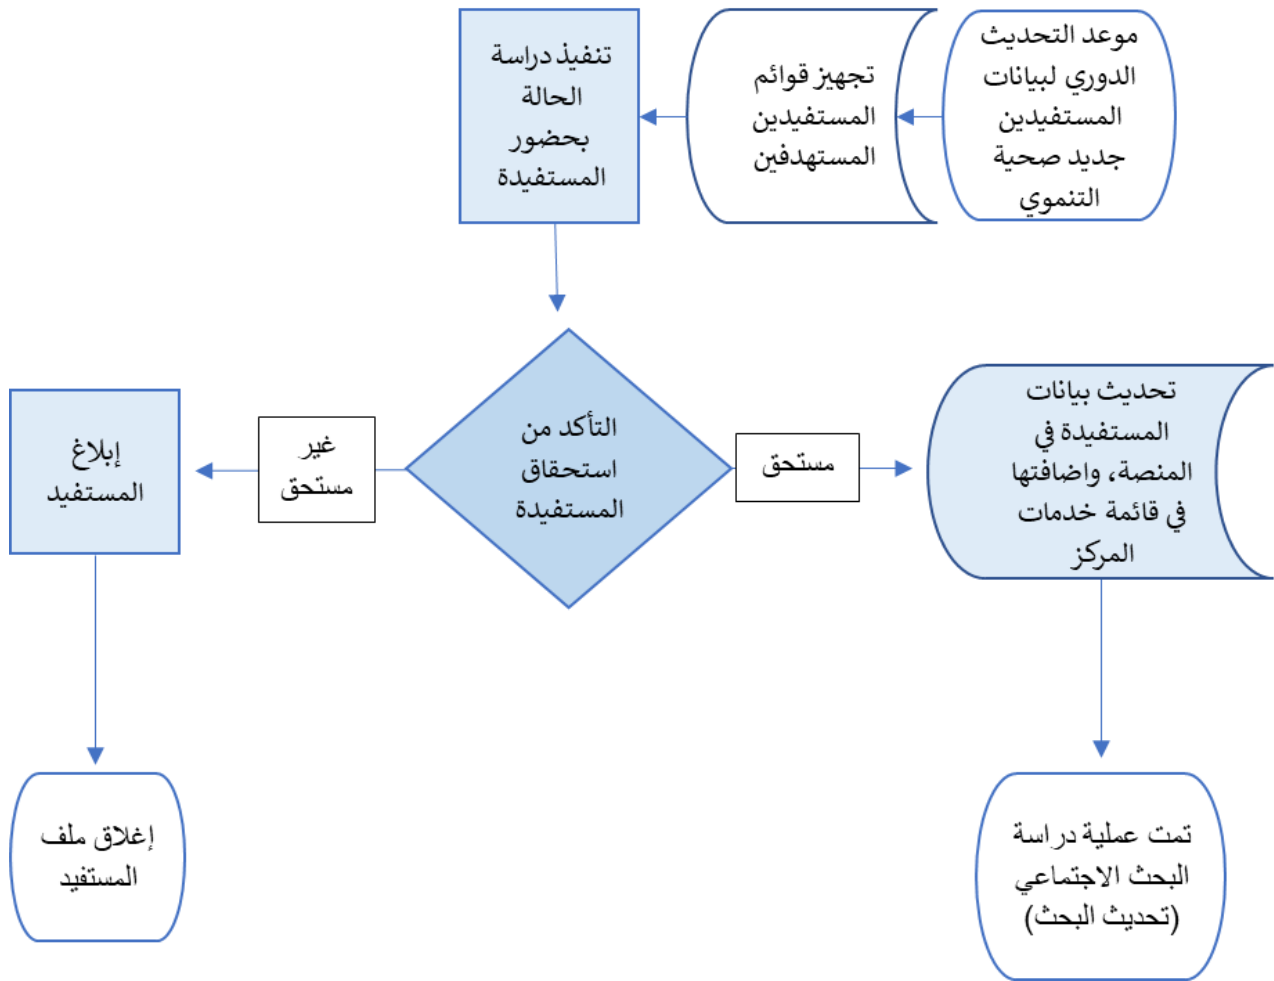 موعد التحديث
الدوري لبيانات
المستفيدين
جديد صحية
التنموي
تجهيز قوائم
المستفيدين
المستهدفين
تنفيذ دراسة
الحالة
بحضور
المستفيدة
التأكد من
استحقاق
المستفيدة
مستحق
تحديث بيانات
المستفيدة في
المنصة، واضافتها
في قائمة خدمات
المركز
تمت عملية دراسة
البحث الاجتماعي
(تحديث البحث)
غير
مستحق
إبلاغ
المستفيد
إغلاق ملف
المستفيد